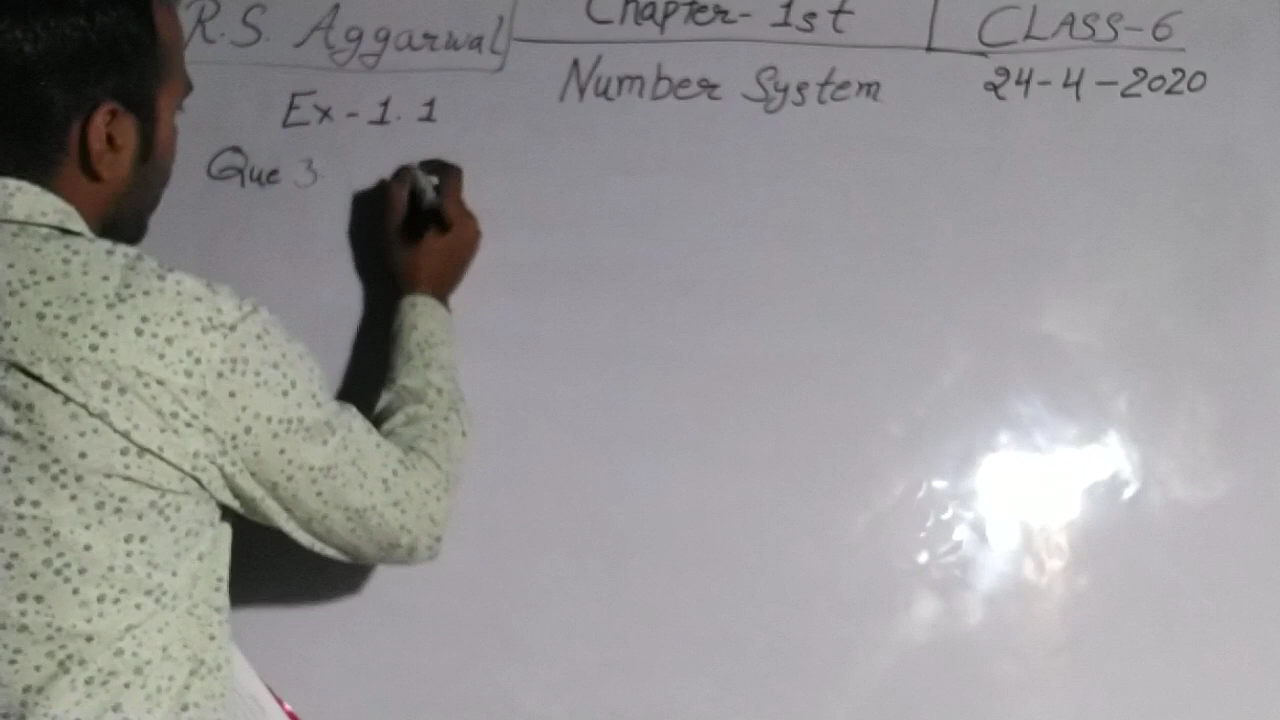 R.S. Aggarwal
Chapter- 1st
CLASS-6
Number System
24-4-2020
Ex-1.1
Que 3